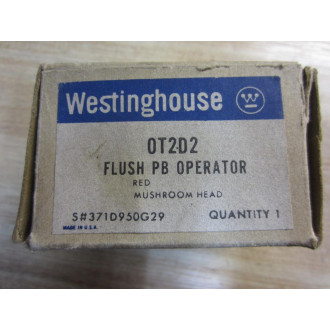 Westinghouse W
OT2D2
FLUSH PB OPERATOR
RED
MUSHROOM HEAD
S#371D950G29 QUANTITY 1
MADE IN U.S.A.